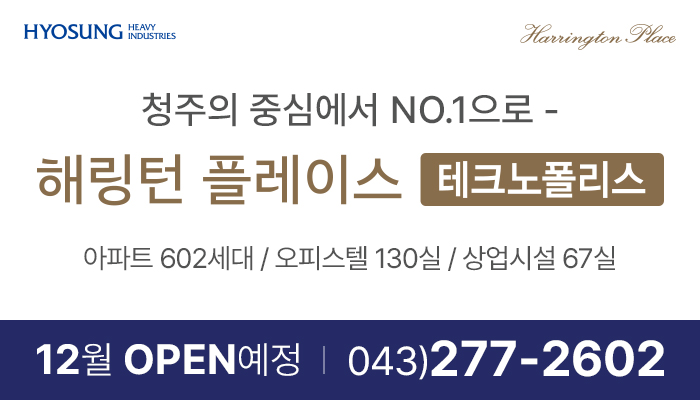 HYOSUNG HEAVY INDUSTRIES
Harrington Place
청주의 중심에서 NO.1으로 -
해링턴 플레이스 테크노폴리스
아파트 602세대 / 오피스텔 130실 / 상업시설 67실
12월 OPEN예정 | 043)277-2602